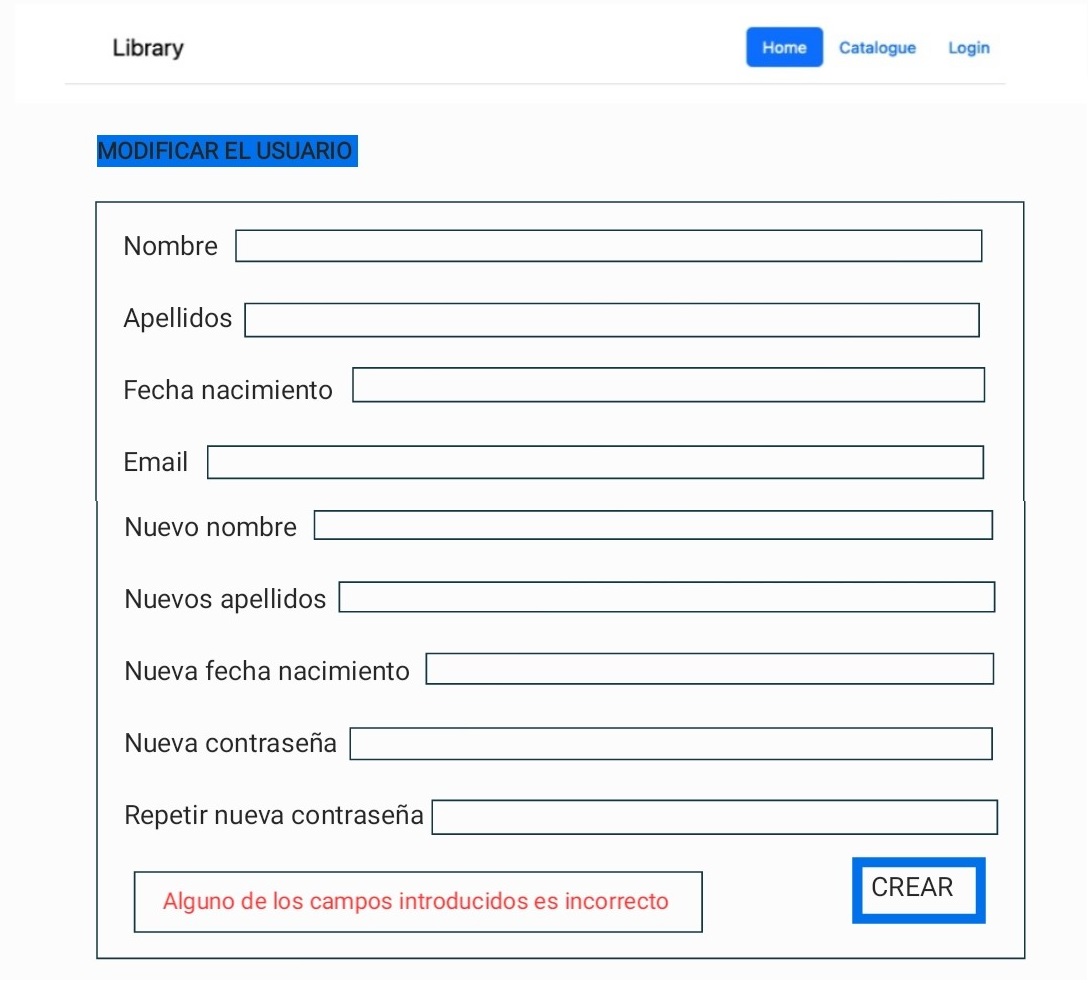 Library
Home Catalogue Login
MODIFICAR EL USUARIO
Nombre
Apellidos
Fecha nacimiento
Email
Nuevo nombre
Nuevos apellidos
Nueva fecha nacimiento
Nueva contraseña
Repetir nueva contraseña
Alguno de los campos introducidos es incorrecto
CREAR